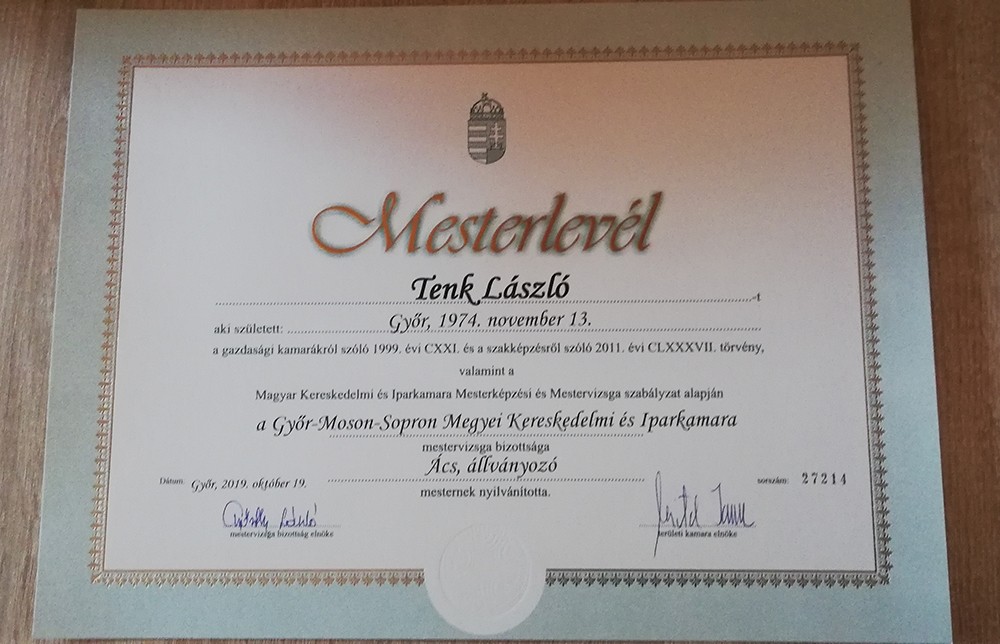 Mesterlevél
Tenk László -t
aki született: Győr, 1974. november 13.
a gazdasági kamarákról szóló 1999. évi CXXI. és a szakképzésről szóló 2011. évi CLXXXVII. törvény,
valamint a
Magyar Kereskedelmi és Iparkamara Mesterképzési és Mestervizsga szabályzat alapján
a Győr-Moson-Sopron Megyei Kereskedelmi és Iparkamara
mestervizsga bizottsága
Ács, állványozó
mesternek nyilvánította.
Dátum: Győr, 2019. október 19.
sorszám: 27214
mestervizsga bizottság elnöke
területi kamara elnöke